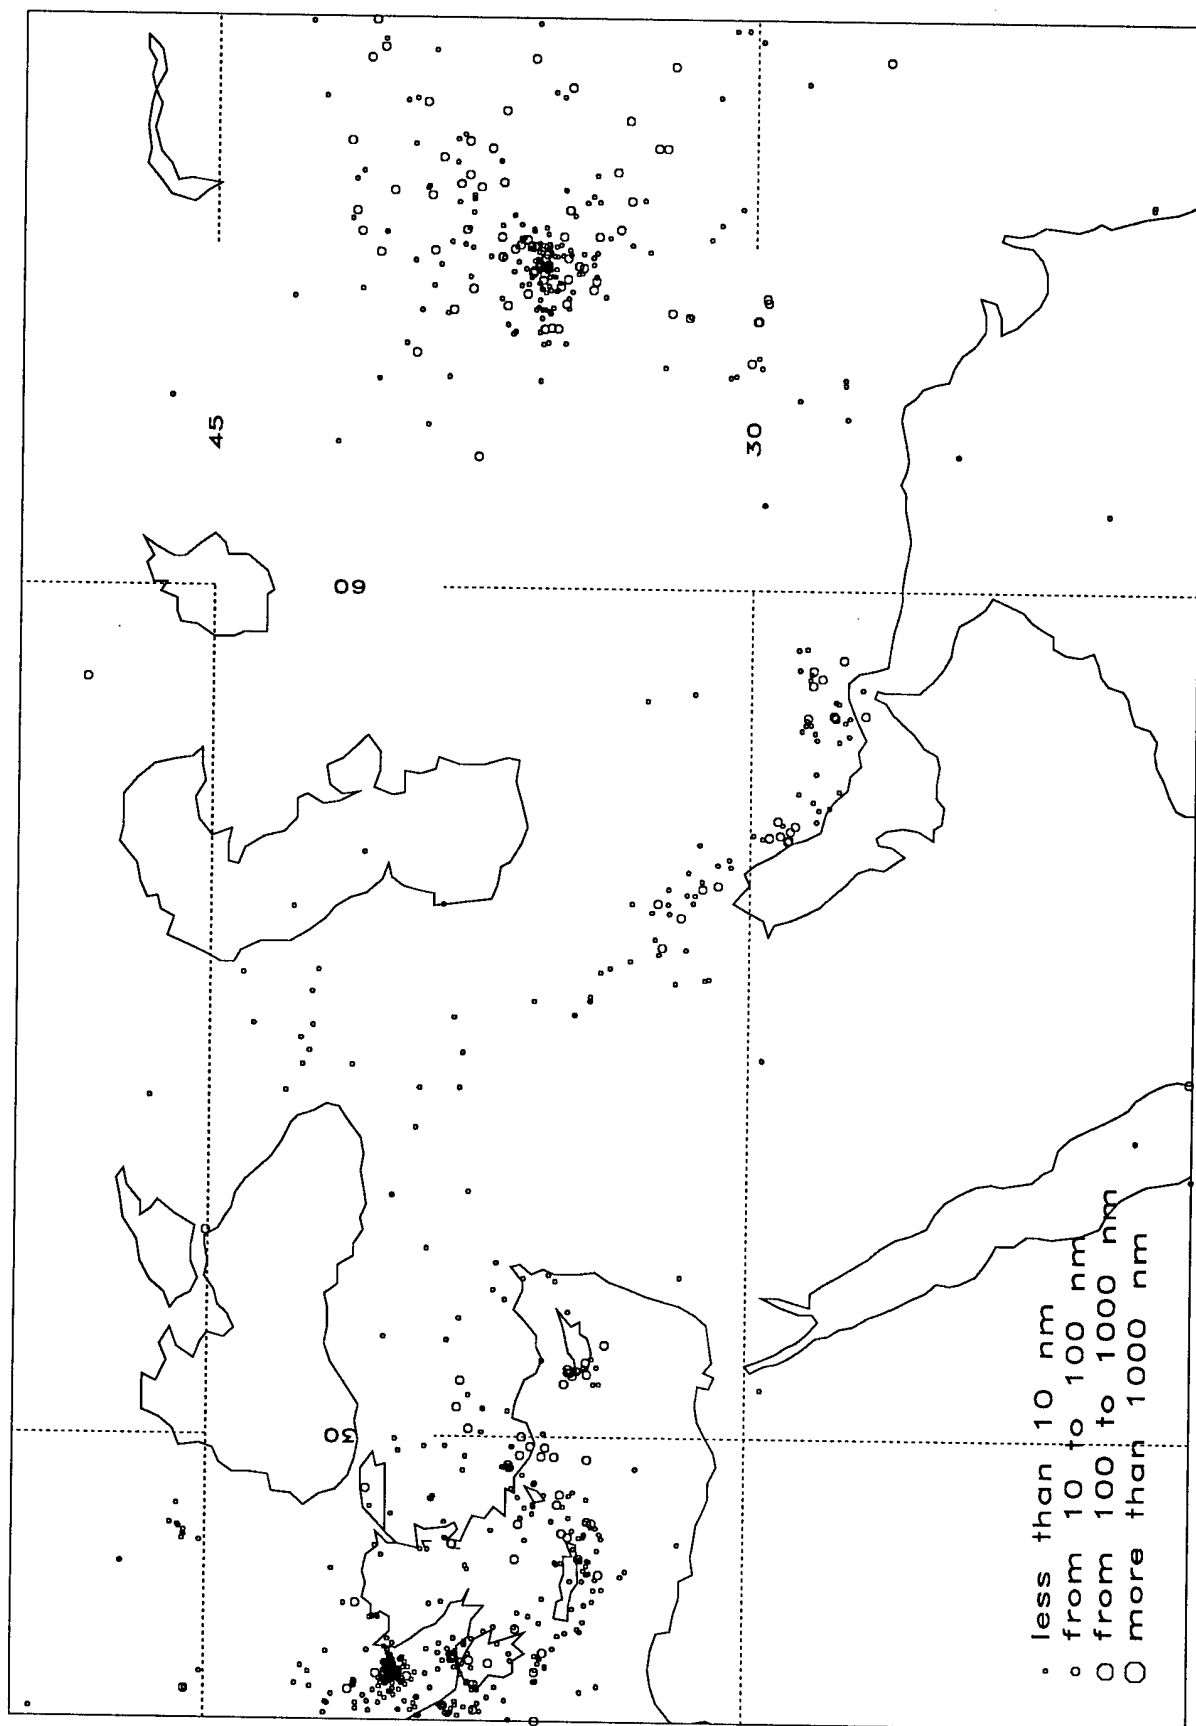 45
30
60
30
less than 10 nm
from 10 to 100 nm
from 100 to 1000 nm
more than 1000 nm